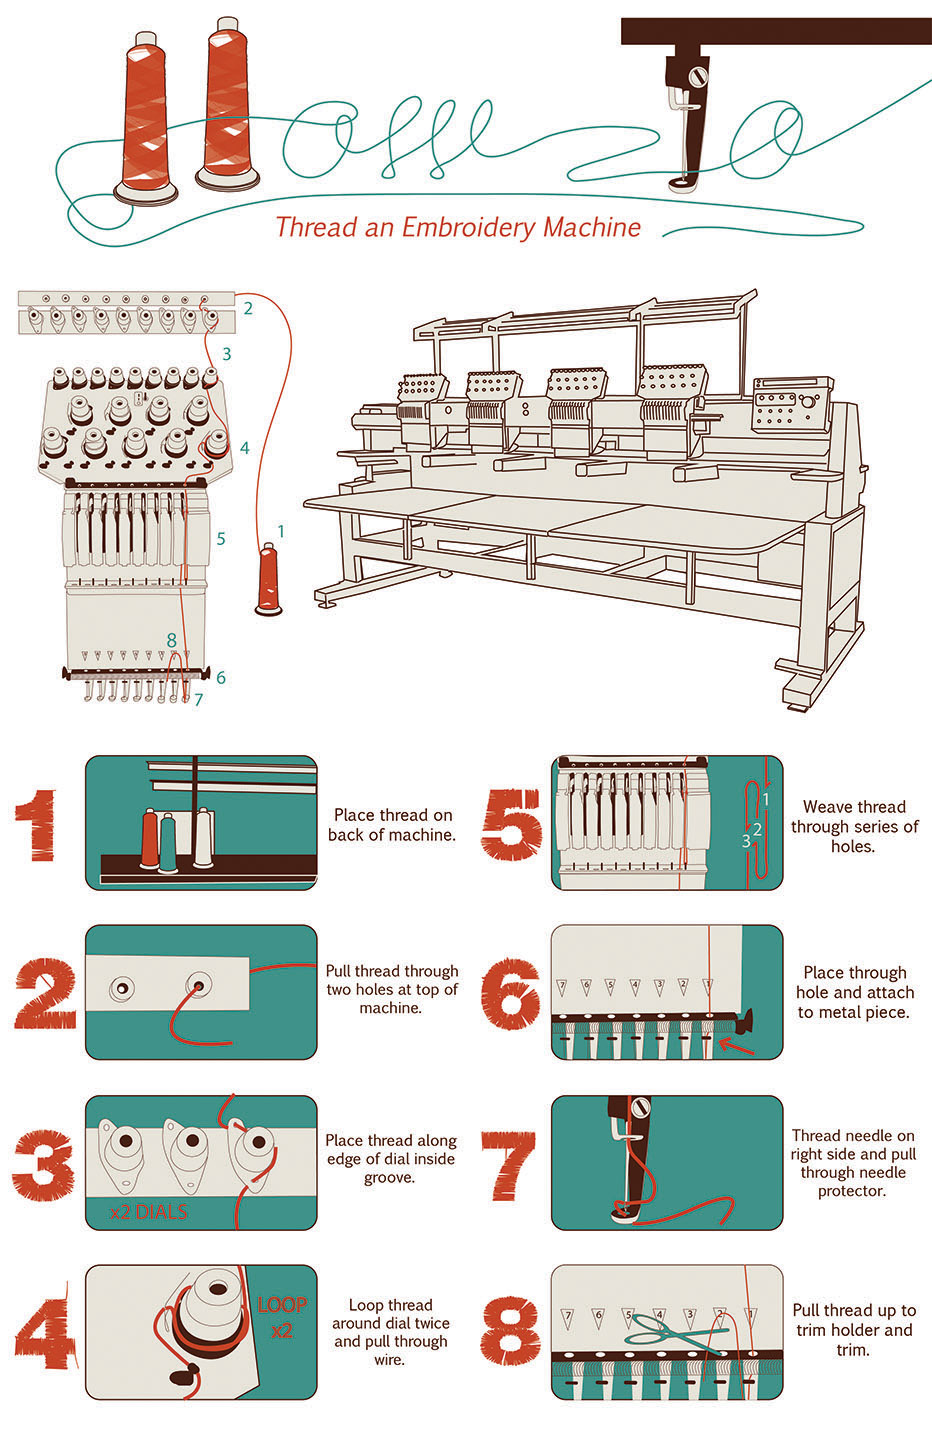 How to
Thread an Embroidery Machine
2
3
4
1
5
8
6
7
1
Place thread on
back of machine.
2
Pull thread through
two holes at top of
machine.
3
x2 DIALS
Place thread along
edge of dial inside
groove.
4
LOOP
x2
Loop thread
around dial twice
and pull through
wire.
5
1
2
3
Weave thread
through series of
holes.
6
7 6 5 4 3 2 1
Place through
hole and attach
to metal piece.
7
Thread needle on
right side and pull
through needle
protector.
8
7 6 5 4 3 2 1
Pull thread up to
trim holder and
trim.